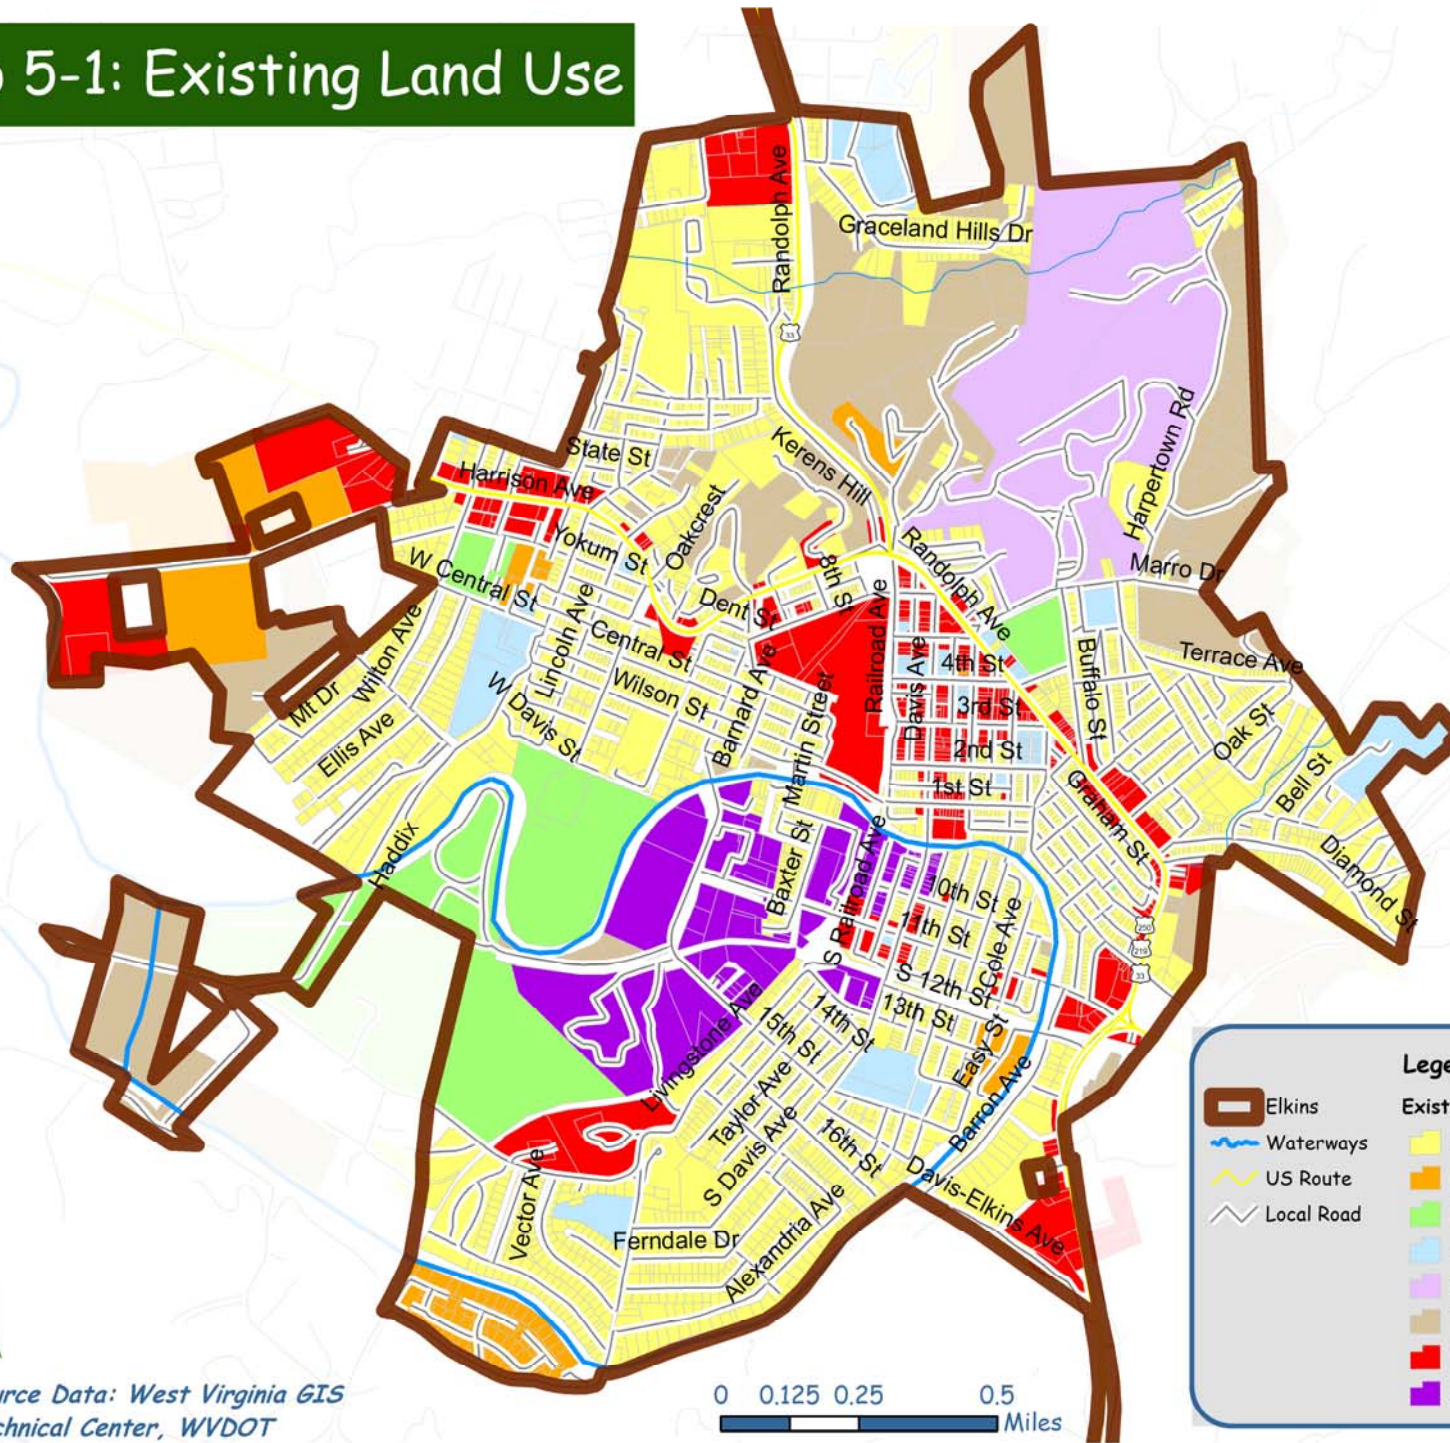 5-1: Existing Land Use
Randolph Ave
Graceland Hills Dr
33
Harpertown Rd
State St
Kerens Hill
Harrison Ave
Oakcrest
Yokum St
Randolph Ave
W Central St
8th St
Marro Dr
Dent St
Lincoln Ave
Central St
Railroad Ave
Wilton Ave
Davis Ave
4th St
Buffalo St
Terrace Ave
Barnard Ave
Wilson St
Mt Dr
W Davis St
Martin Street
3rd St
Oak St
Ellis Ave
2nd St
Bell St
1st St
Graham St
Haddix
Baxter St
S Railroad Ave
Diamond St
0th St
11th St
Cole Ave
250
219
33
S 12th St
Livingstone Ave
14th St
13th St
15th St
Easy St
Barron Ave
Taylor Ave
16th St
S Davis Ave
Davis-Elkins Ave
Vector Ave
Ferndale Dr
Alexandria Ave
Lege
Elkins
Exist
Waterways
US Route
Local Road
urce Data: West Virginia GIS
chnical Center, WVDOT
0 0.125 0.25 0.5
Miles